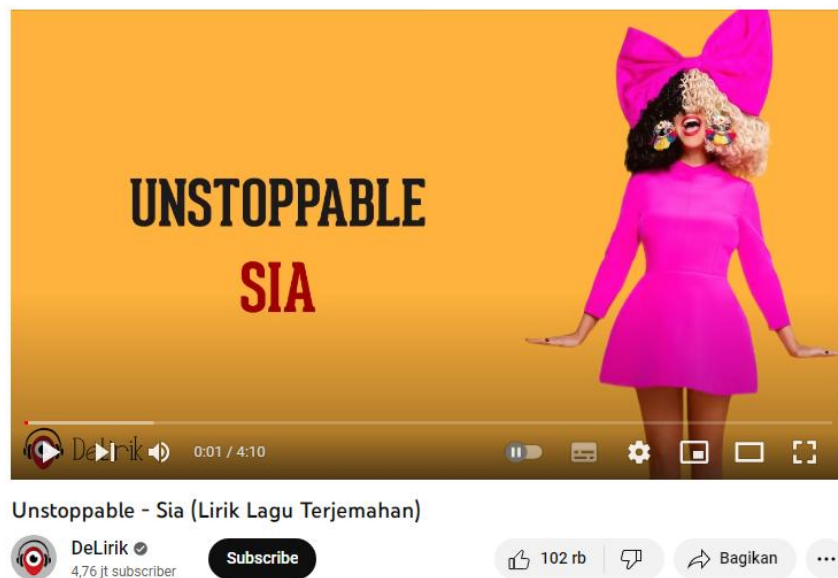 UNSTOPPABLE
SIA
DeLirik
0:01 / 4:10
Unstoppable - Sia (Lirik Lagu Terjemahan)
DeLirik
4,76 jt subscriber
Subscribe
102 rb
Bagikan